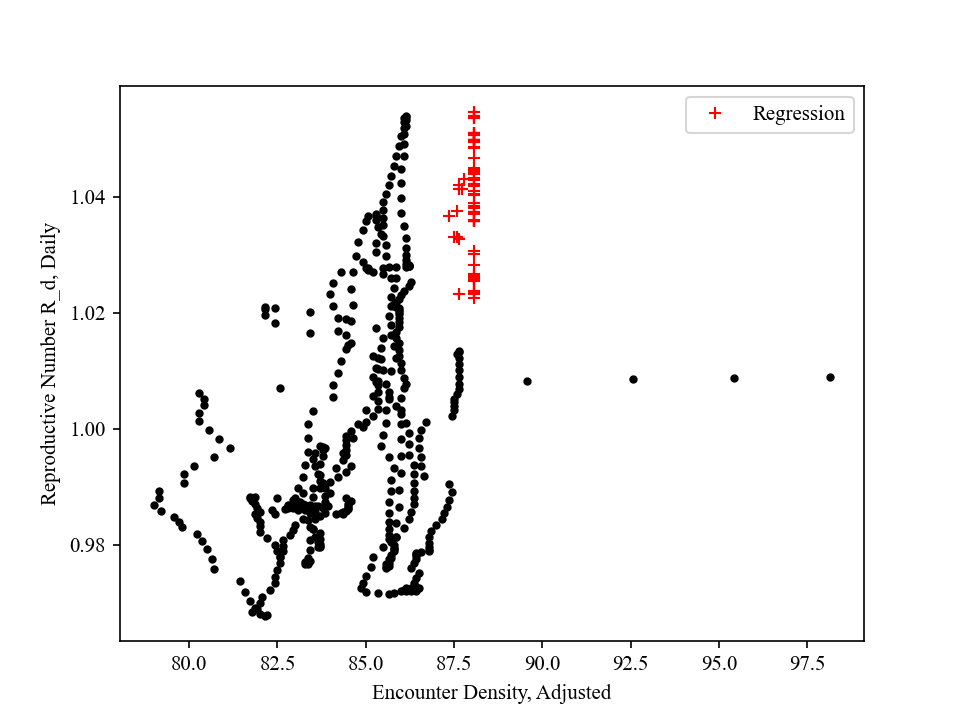 Regression
1.04
1.02
1.00
0.98
Reproductive Number R_d, Daily
80.0 82.5 85.0 87.5 90.0 92.5 95.0 97.5
Encounter Density, Adjusted